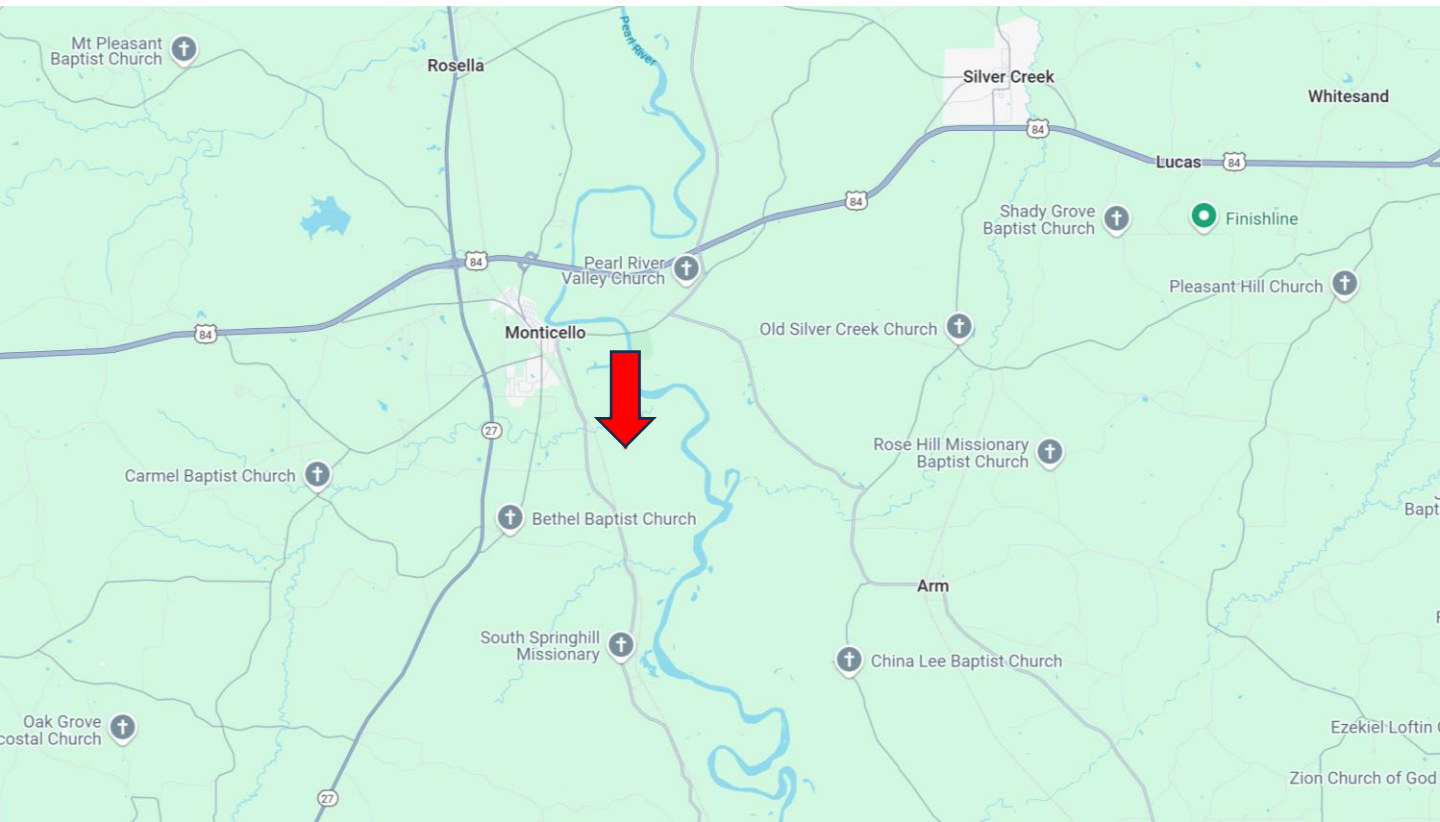 Mt Pleasant
Baptist Church
Rosella
Pearl River
Silver Creek
Whitesand
84
Lucas
84
84
Shady Grove
Baptist Church
Finishline
84
Pearl River
Valley Church
Pleasant Hill Church
84
Monticello
Old Silver Creek Church
27
Rose Hill Missionary
Baptist Church
Carmel Baptist Church
Bethel Baptist Church
Bapt
Arm
South Springhill
Missionary
China Lee Baptist Church
Oak Grove
costal Church
Ezekiel Loftin
Zion Church of God
27